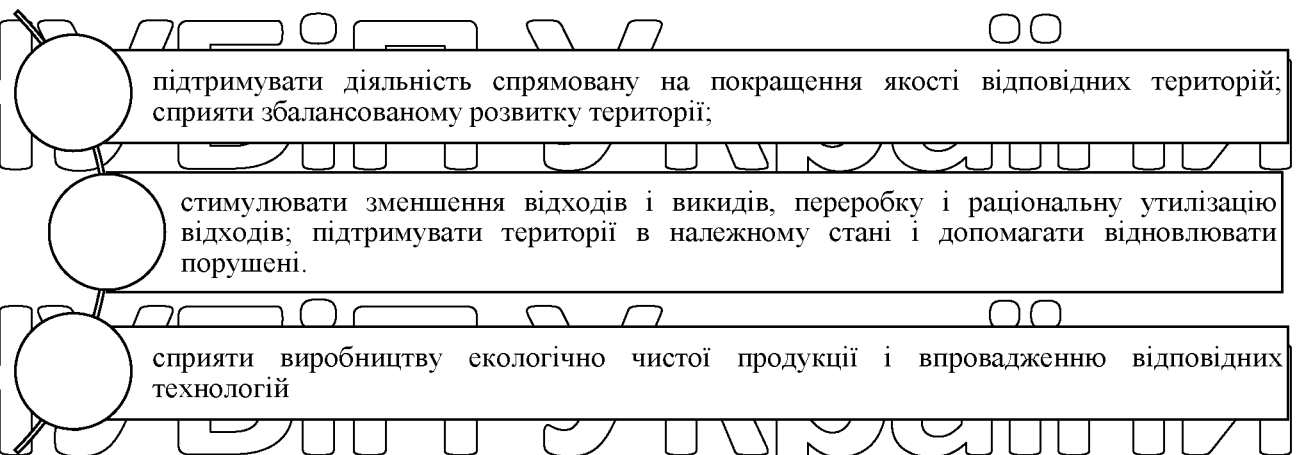 підтримувати діяльність спрямовану на покращення якості відповідних територій;
сприяти збалансованому розвитку території;
стимулювати зменшення відходів і викидів, переробку і раціональну утилізацію
відходів; підтримувати території в належному стані і допомагати відновлювати
порушені.
сприяти виробництву екологічно чистої продукції і впровадженню відповідних
технологій